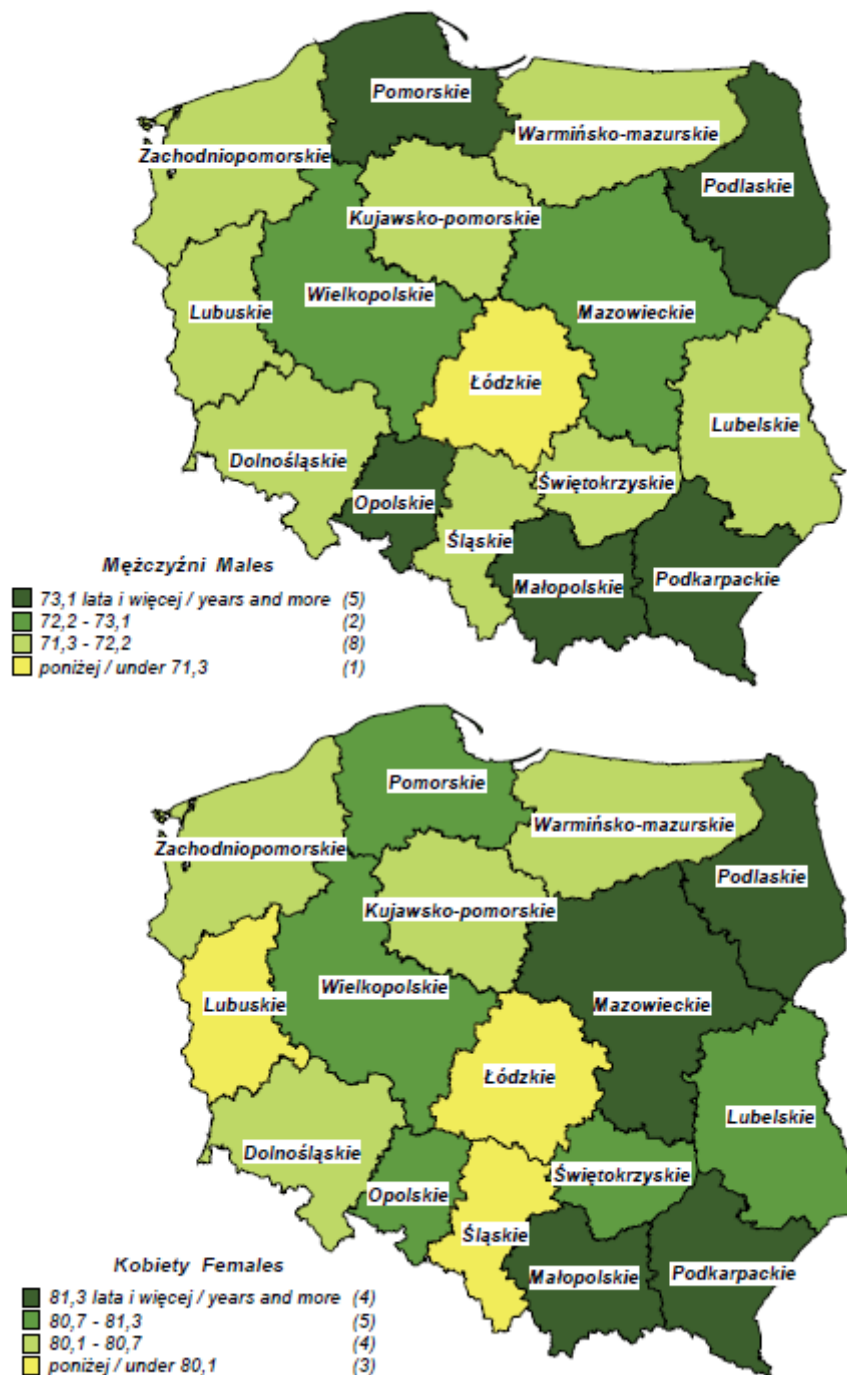 Pomorskie
Warmińsko-mazurskie
Zachodniopomorskie
Podlaskie
Kujawsko-pomorskie
Wielkopolskie
Mazowieckie
Lubuskie
Łódzkie
Lubelskie
Dolnośląskie
Świętokrzyskie
Opolskie
Śląskie
Małopolskie
Podkarpackie
Mężczyźni Males
73,1 lata i więcej / years and more (5)
72,2 - 73,1 (2)
71,3 - 72,2 (8)
poniżej / under 71,3 (1)
Pomorskie
Warmińsko-mazurskie
Zachodniopomorskie
Podlaskie
Kujawsko-pomorskie
Wielkopolskie
Lubuskie
Mazowieckie
Łódzkie
Lubelskie
Dolnośląskie
Świętokrzyskie
Opolskie
Śląskie
Małopolskie
Podkarpackie
Kobiety Females
81,3 lata i więcej / years and more (4)
80,7 - 81,3 (5)
80,1 - 80,7 (4)
poniżej / under 80,1 (3)